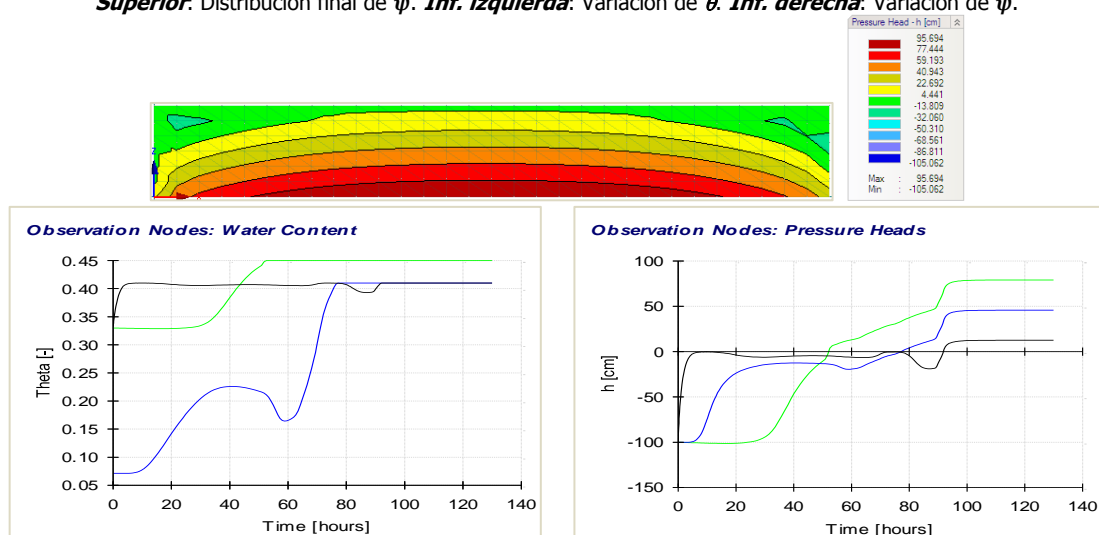 Superior. Distribución final de ψ. Inf. izquierda: Variación de θ. Inf. derecha: Variación de ψ.
Pressure Head - h [cm]
95.694
77.444
59.193
40.943
22.692
4.441
-13.809
-32.060
-50.310
-68.561
-86.811
-105.062
Max : 95.694
Min : -105.062
z
x
Observation Nodes: Water Content
Theta [-]
0.45
0.40
0.35
0.30
0.25
0.20
0.15
0.10
0.05
0 20 40 60 80 100 120 140
Time [hours]
Observation Nodes: Pressure Heads
h [cm]
100
50
0
-50
-100
-150
0 20 40 60 80 100 120 140
Time [hours]